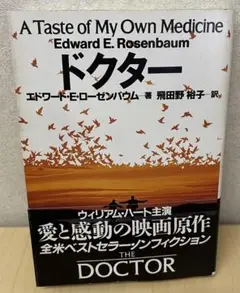 A Taste of My Own Medicine
Edward E. Rosenbaum
ドクター
エドワード・E・ローゼンバウム 著 飛田野 裕子 訳
ウィリアム・ハート主演
愛と感動の映画原作
全米ベストセラー・ノンフィクション
THE
DOCTOR